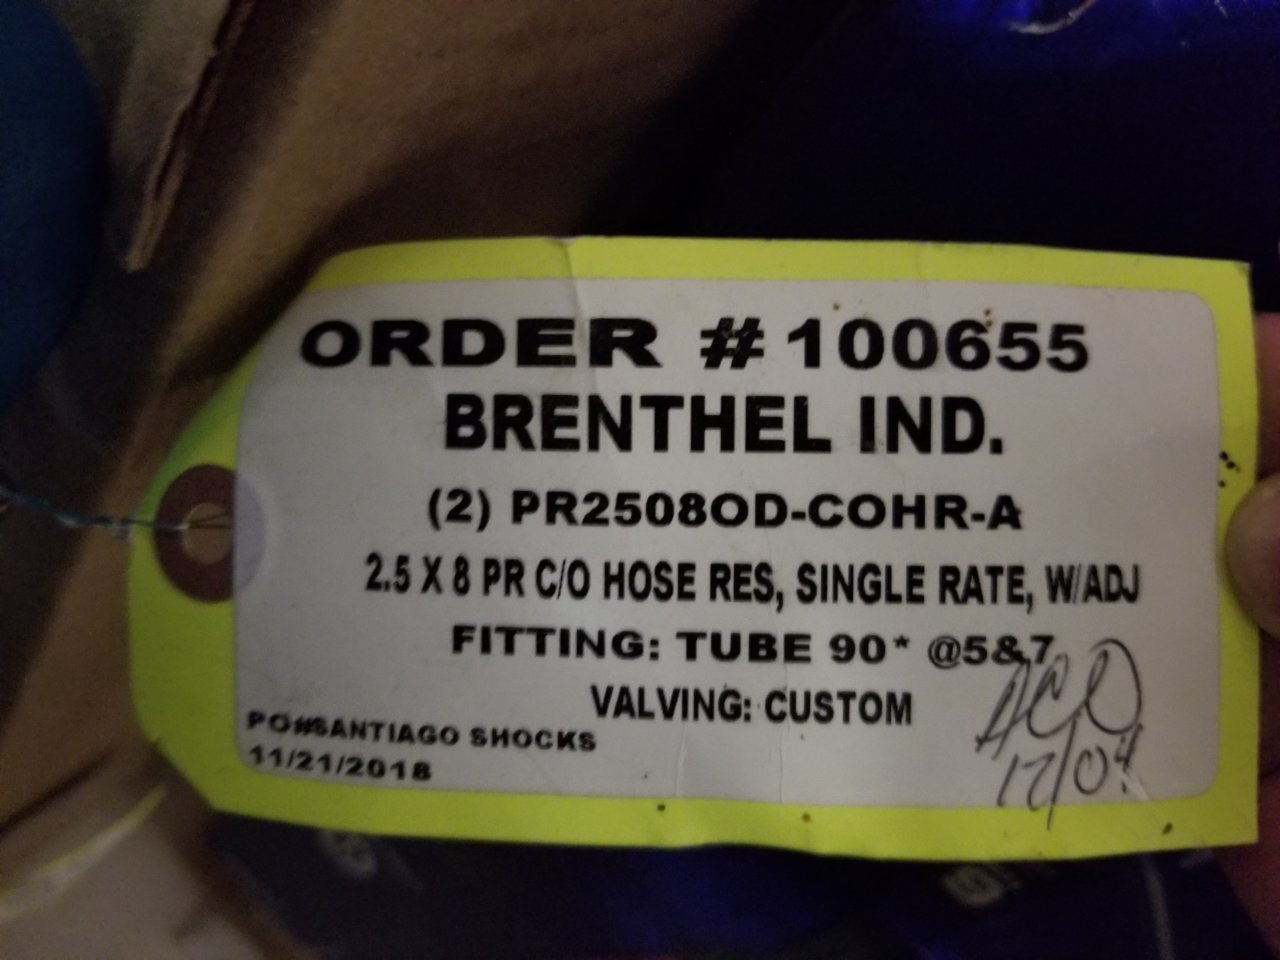 ORDER # 100655
BRENTHEL IND.
(2) PR2508OD-COHR-A
2.5 X 8 PR C/O HOSE RES, SINGLE RATE, W/ADJ
FITTING: TUBE 90* @5&7
VALVING: CUSTOM
PO#SANTIAGO SHOCKS
11/21/2018
12/04